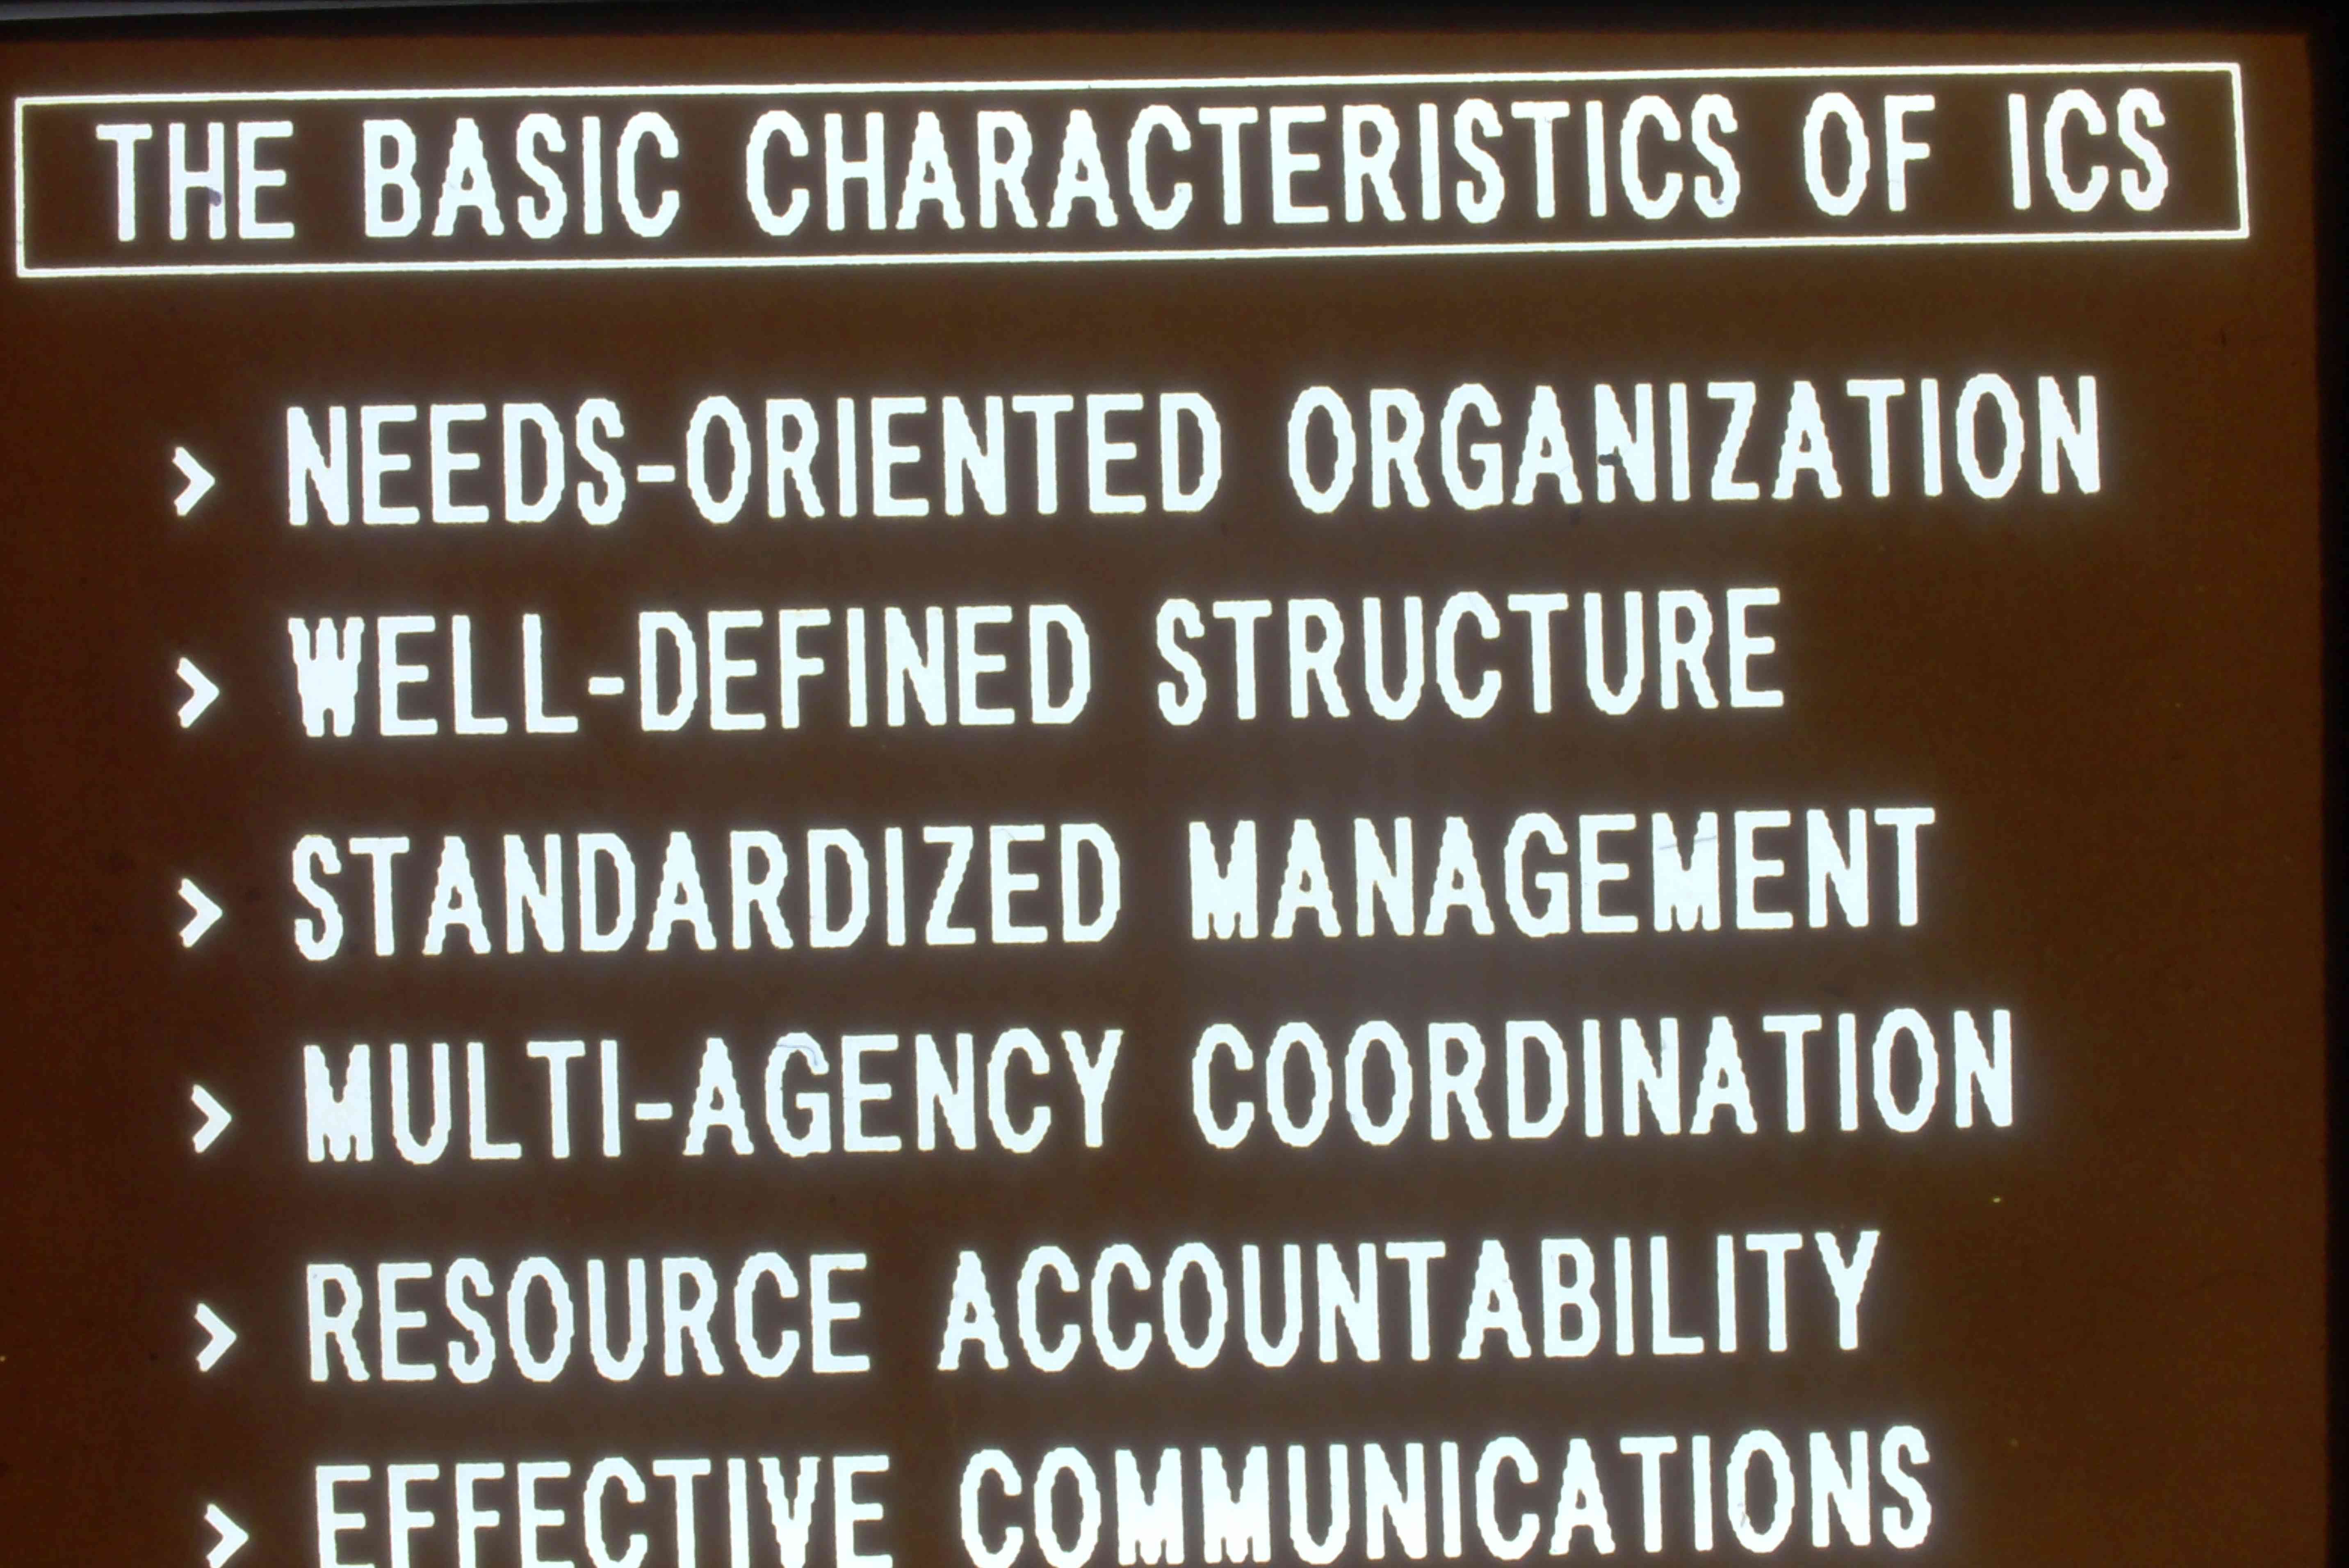 THE BASIC CHARACTERISTICS OF ICS
> NEEDS-ORIENTED ORGANIZATION
> WELL-DEFINED STRUCTURE
> STANDARDIZED MANAGEMENT
> MULTI-AGENCY COORDINATION
> RESOURCE ACCOUNTABILITY
> EFFECTIVE COMMUNICATIONS